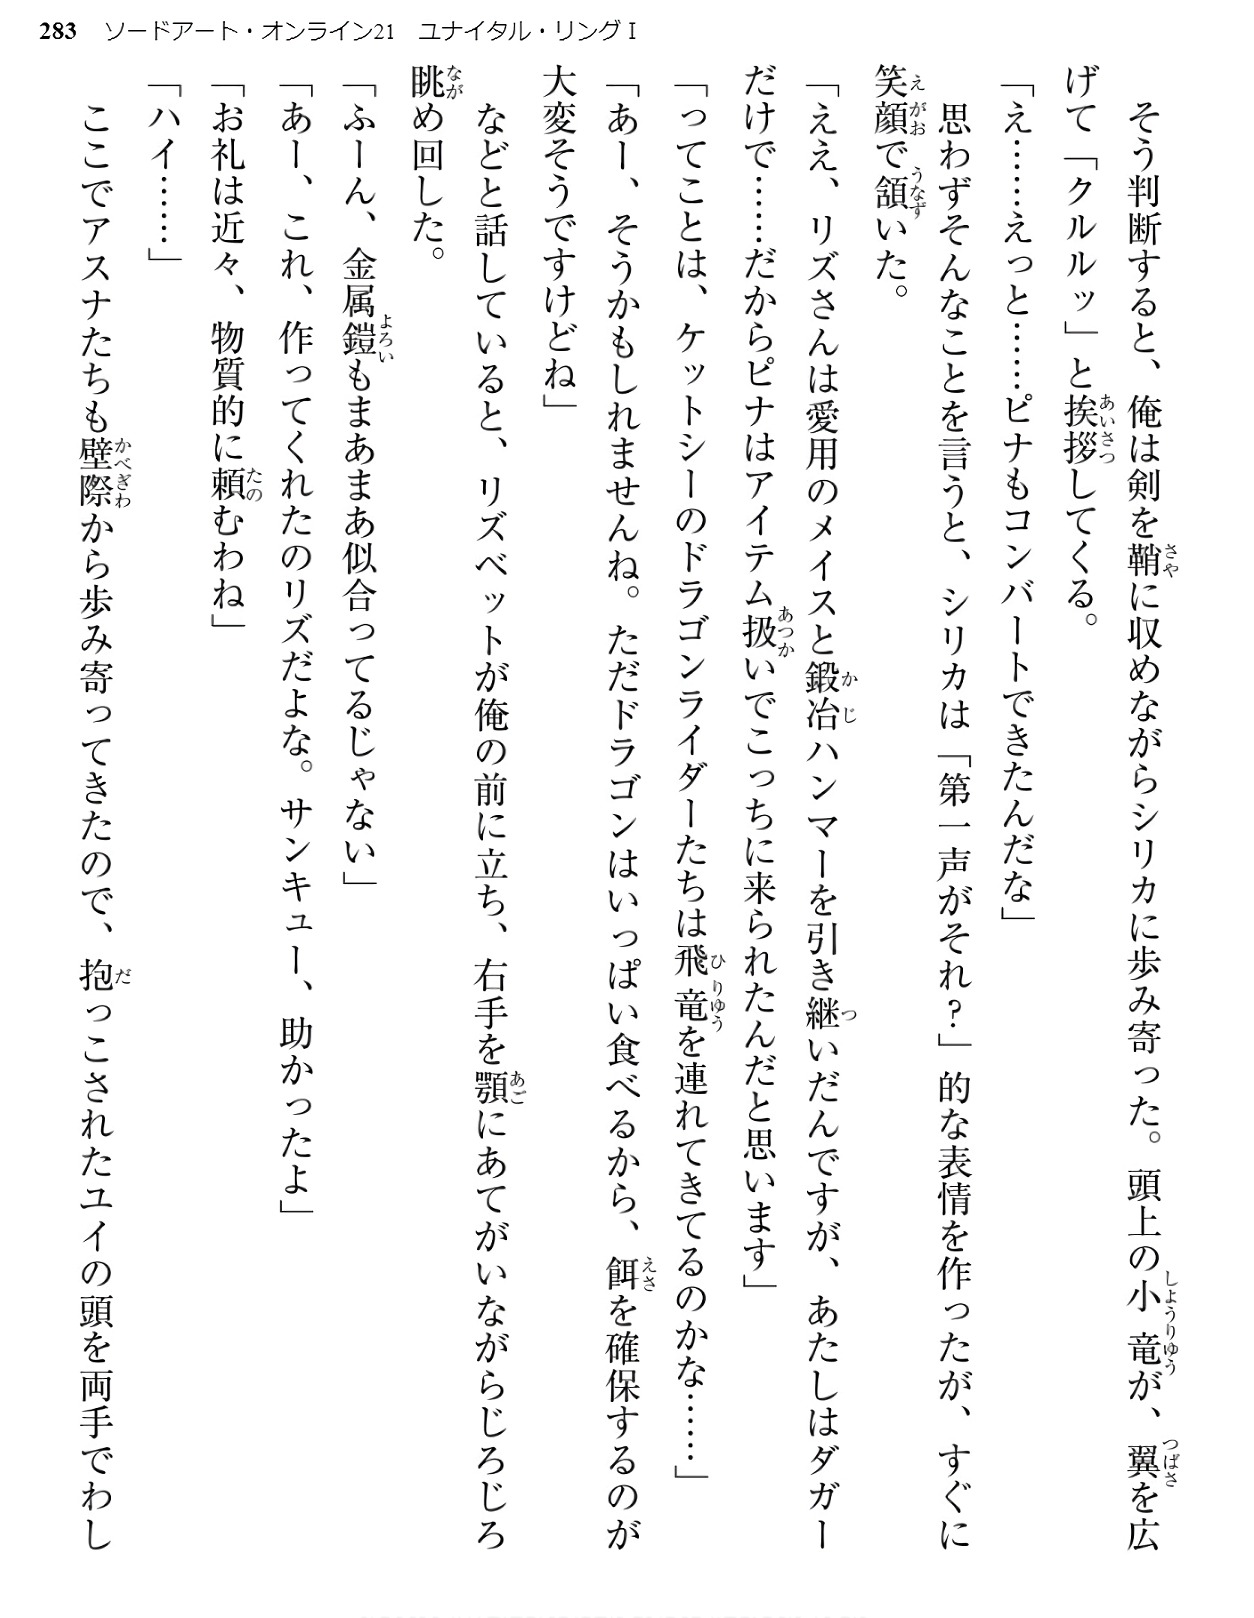 283 ソードアート・オンライン21 ユナイタル・リングⅠ
　そう判断すると、俺は剣を鞘に収めながらシリカに歩み寄った。頭上の小竜が、翼を広
げて「クルルッ」と挨拶してくる。
「え……えっと……ピナもコンバートできたんだな」
　思わずそんなことを言うと、シリカは「第一声がそれ？」的な表情を作ったが、すぐに
笑顔で頷いた。
「ええ、リズさんは愛用のメイスと鍛冶ハンマーを引き継いだんですが、あたしはダガー
だけで……だからピナはアイテム扱いでこっちに来られたんだと思います」
「ってことは、ケットシーのドラゴンライダーたちは飛竜を連れてきてるのかな……」
「あー、そうかもしれませんね。ただドラゴンはいっぱい食べるから、餌を確保するのが
大変そうですけどね」
　などと話していると、リズベットが俺の前に立ち、右手を顎にあてがいながらじろじろ
眺め回した。
「ふーん、金属鎧もまあまあ似合ってるじゃない」
「あー、これ、作ってくれたのリズだよな。サンキュー、助かったよ」
「お礼は近々、物質的に頼むわね」
「ハイ……」
　ここでアスナたちも壁際から歩み寄ってきたので、抱っこされたユイの頭を両手でわし